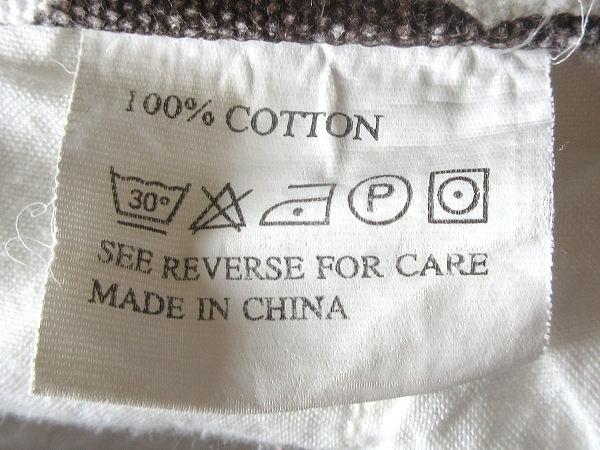 100% COTTON
30° P
SEE REVERSE FOR CARE
MADE IN CHINA